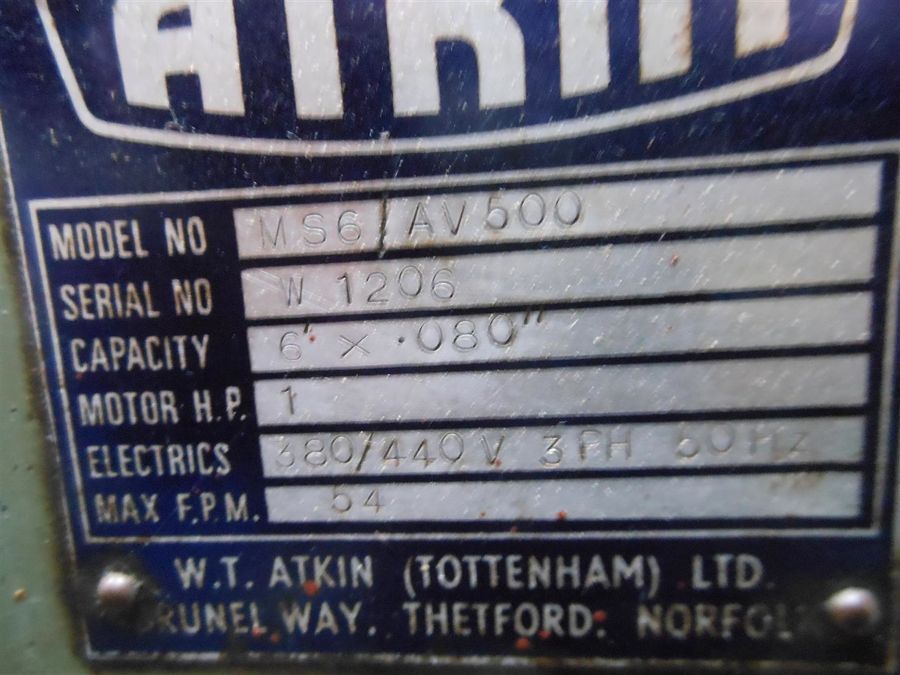 ATKIN
MODEL NO MS6/AV500
SERIAL NO W 1206
CAPACITY 6" × .080"
MOTOR H.P. 1
ELECTRICS 380/440V 3PH 50Hz
MAX F.P.M. 54
W.T. ATKIN (TOTTENHAM) LTD.
BRUNEL WAY, THETFORD, NORFOLK